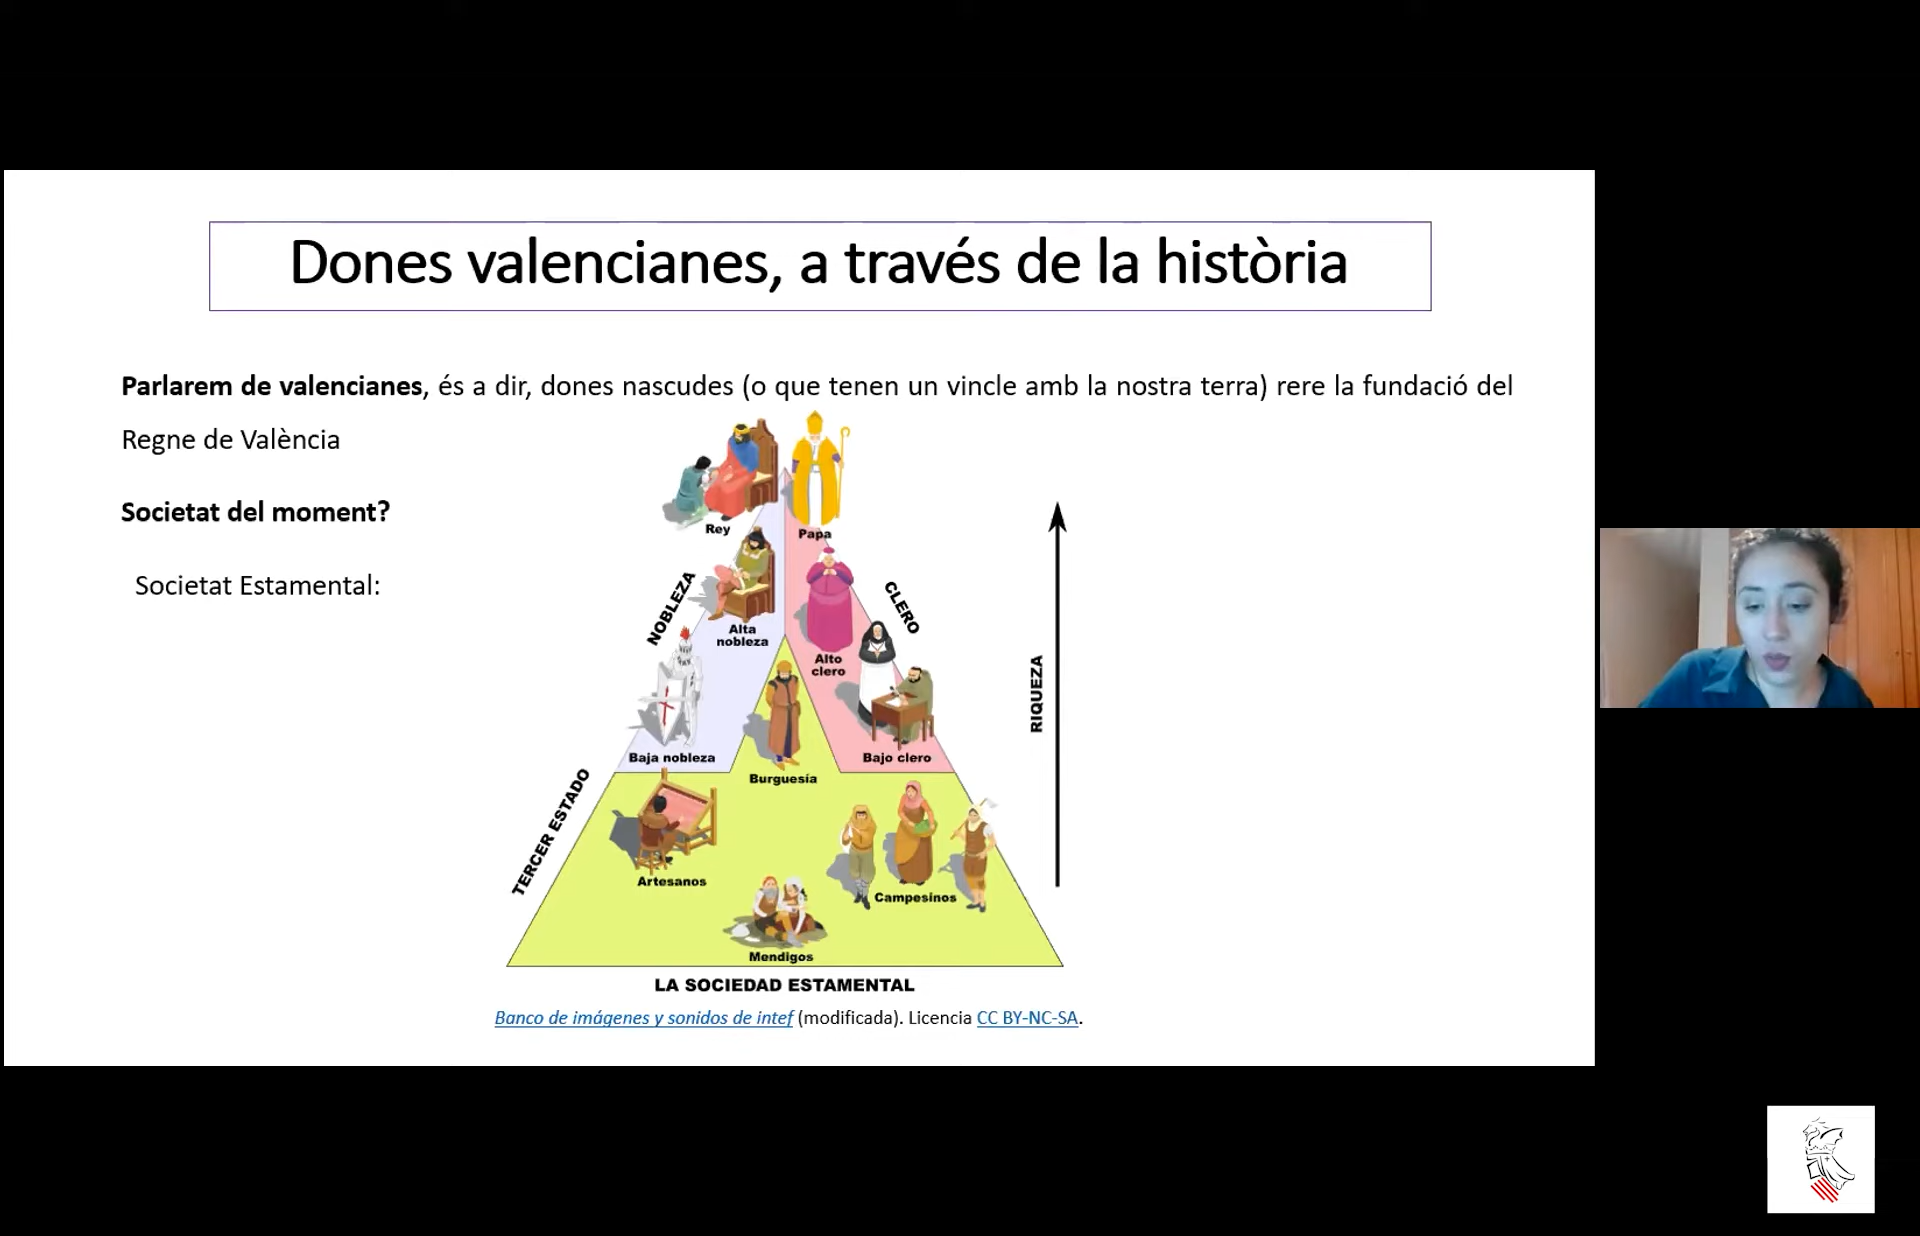 Dones valencianes, a través de la història
Parlarem de valencianes, és a dir, dones nascudes (o que tenen un vincle amb la nostra terra) rere la fundació del
Regne de València
Societat del moment?
Societat Estamental:
Rey
Papa
NOBLEZA
CLERO
Alta
nobleza
Alto
clero
RIQUEZA
Baja nobleza
Burguesía
Bajo clero
TERCER ESTADO
Artesanos
Campesinos
Mendigos
LA SOCIEDAD ESTAMENTAL
Banco de imágenes y sonidos de intef (modificada). Licencia CC BY-NC-SA.